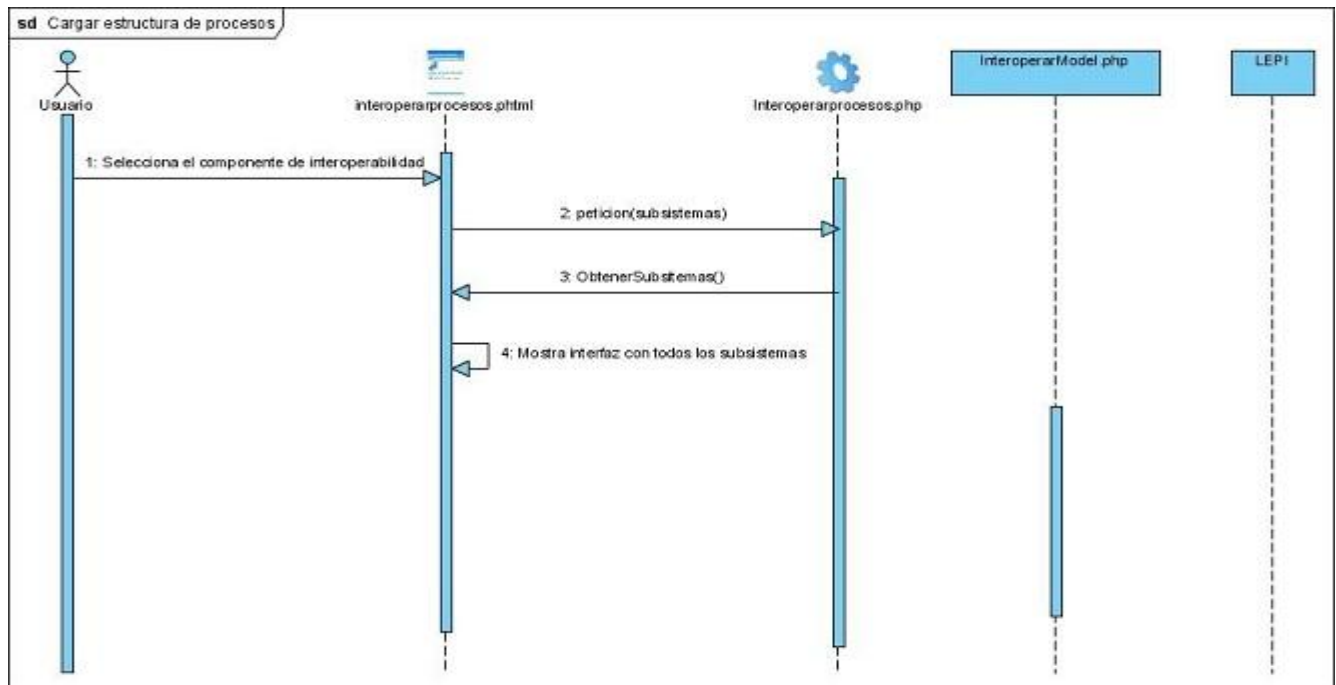 sd Cargar estructura de procesos
Usuario
interoperarprocesos.phtml
Interoperarprocesos.php
InteroperarModel.php
LEPI
1: Selecciona el componente de interoperabilidad
2: peticion(subsistemas)
3: ObtenerSubsitemas()
4: Mostra interfaz con todos los subsistemas